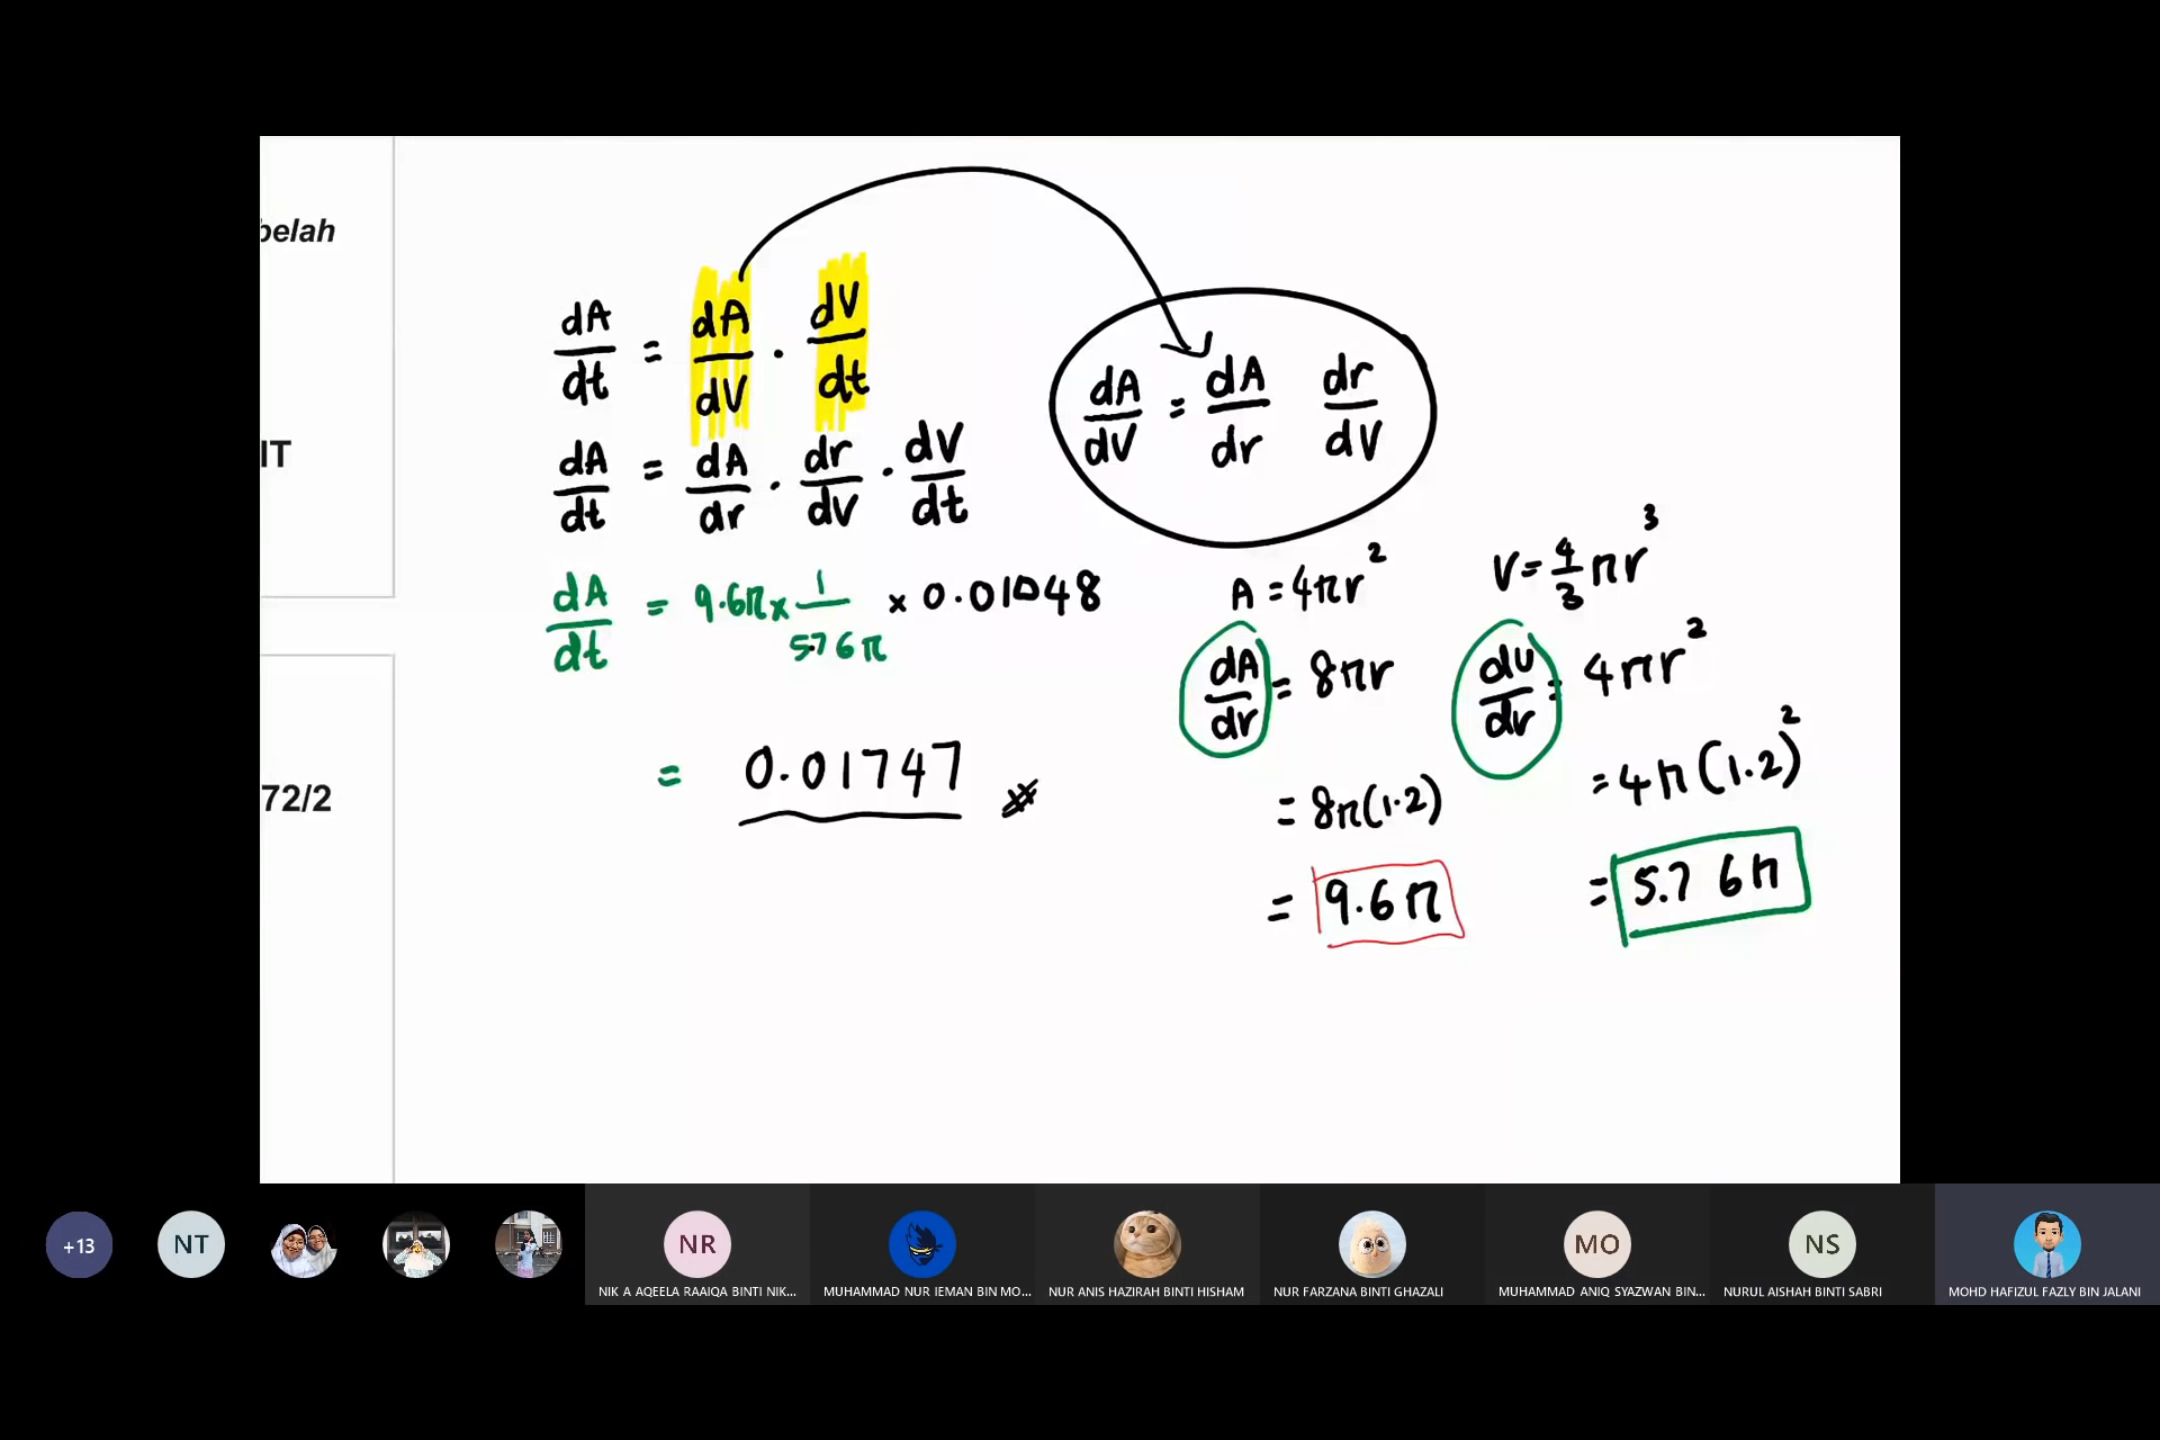 belah
IT
72/2
dA/dt = dA/dV · dV/dt
dA/dV = dA/dr dr/dV
dA/dt = dA/dr · dr/dV · dV/dt
dA/dt = 9.6π × 1/5.76π × 0.01048
= 0.01747
A = 4πr²
dA/dr = 8πr
= 8π(1.2)
= 9.6π
V = 4/3 πr³
dV/dr = 4πr²
= 4π(1.2)²
= 5.76π
+13
NT
NR
MO
NS
NIK A AQEELA RAAIQA BINTI NIK...
MUHAMMAD NUR IEMAN BIN MO...
NUR ANIS HAZIRAH BINTI HISHAM
NUR FARZANA BINTI GHAZALI
MUHAMMAD ANIQ SYAZWAN BIN...
NURUL AISHAH BINTI SABRI
MOHD HAFIZUL FAZLY BIN JALANI